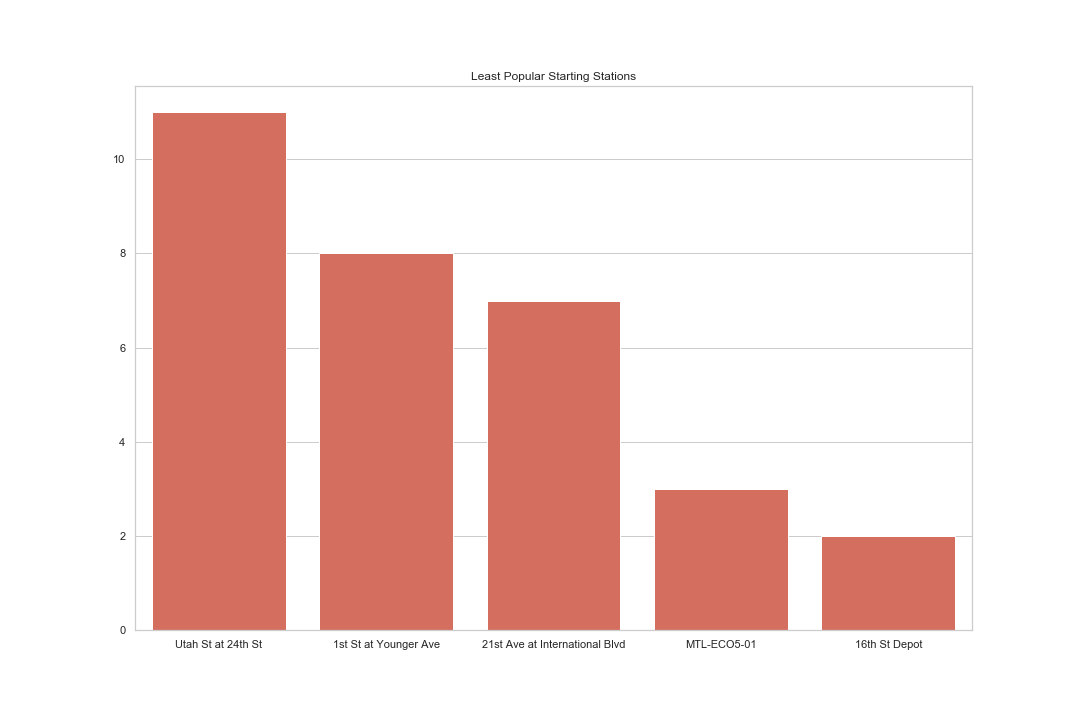 Least Popular Starting Stations
10
8
6
4
2
0
Utah St at 24th St
1st St at Younger Ave
21st Ave at International Blvd
MTL-ECO5-01
16th St Depot